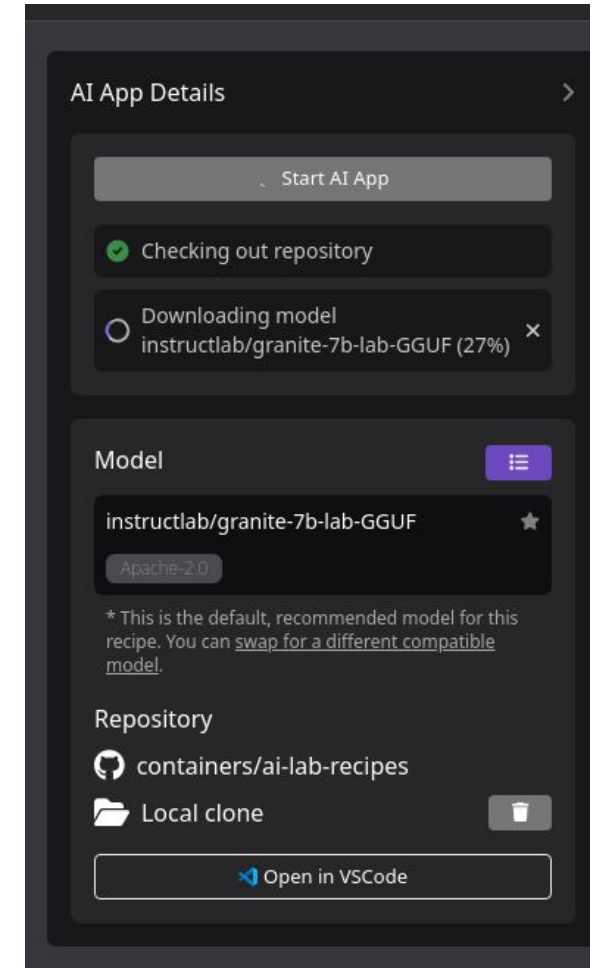 AI App Details
Start AI App
Checking out repository
Downloading model
instructlab/granite-7b-lab-GGUF (27%)
Model
instructlab/granite-7b-lab-GGUF
Apache-2.0
* This is the default, recommended model for this
recipe. You can swap for a different compatible
model.
Repository
containers/ai-lab-recipes
Local clone
Open in VSCode